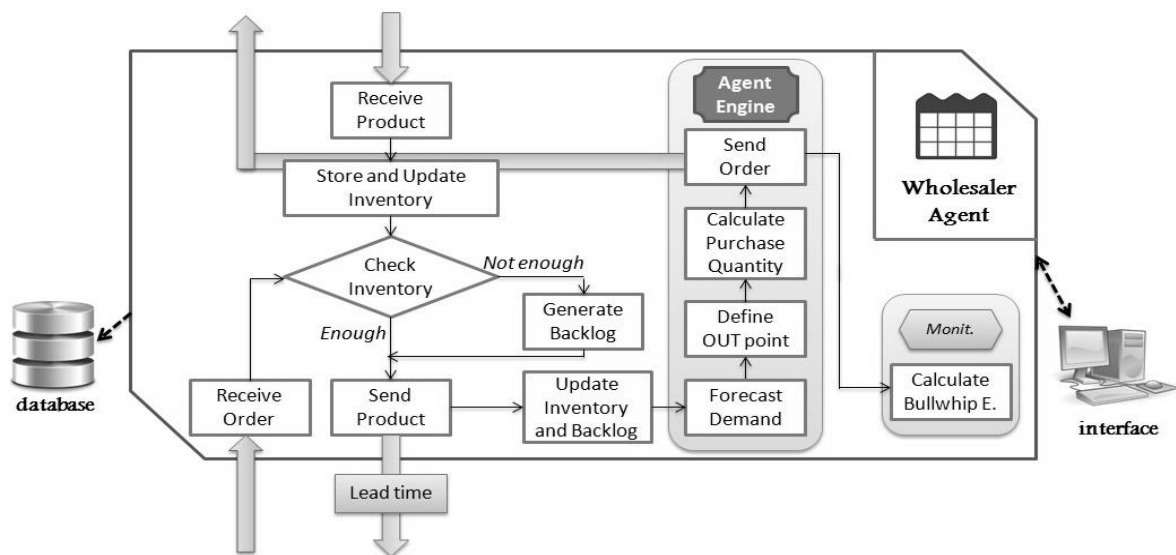 Receive
Product
Agent
Engine
Send
Order
Store and Update
Inventory
Wholesaler
Agent
Calculate
Purchase
Quantity
Check
Inventory
Not enough
Enough
Generate
Backlog
Define
OUT point
Monit.
Calculate
Bullwhip E.
database
Receive
Order
Send
Product
Update
Inventory
and Backlog
Forecast
Demand
interface
Lead time